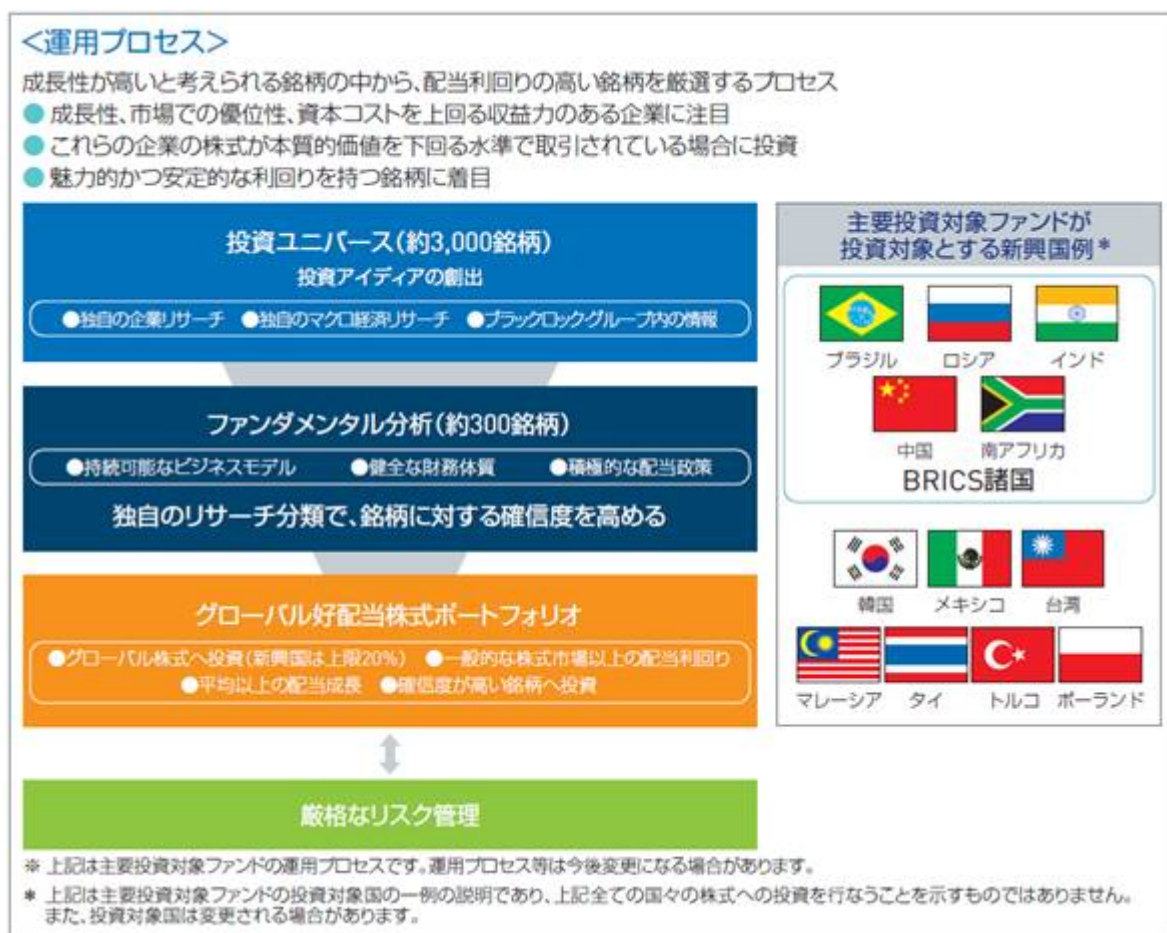 ＜運用プロセス＞
成長性が高いと考えられる銘柄の中から、配当利回りの高い銘柄を厳選するプロセス
● 成長性、市場での優位性、資本コストを上回る収益力のある企業に注目
● これらの企業の株式が本質的価値を下回る水準で取引されている場合に投資
● 魅力的かつ安定的な利回りを持つ銘柄に着目
投資ユニバース（約3,000銘柄）
投資アイディアの創出
●独自の企業リサーチ ●独自のマクロ経済リサーチ ●ブラックロック・グループ内の情報
ファンダメンタル分析（約300銘柄）
●持続可能なビジネスモデル ●健全な財務体質 ●積極的な配当政策
独自のリサーチ分類で、銘柄に対する確信度を高める
グローバル好配当株式ポートフォリオ
●グローバル株式へ投資（新興国は上限20%） ●一般的な株式市場以上の配当利回り
●平均以上の配当成長 ●確信度が高い銘柄へ投資
厳格なリスク管理
主要投資対象ファンドが
投資対象とする新興国例＊
ブラジル ロシア インド
中国 南アフリカ
BRICS諸国
韓国 メキシコ 台湾
マレーシア タイ トルコ ポーランド
※ 上記は主要投資対象ファンドの運用プロセスです。運用プロセス等は今後変更になる場合があります。
＊ 上記は主要投資対象ファンドの投資対象国の一例の説明であり、上記全ての国々の株式への投資を行なうことを示すものではありません。
また、投資対象国は変更される場合があります。